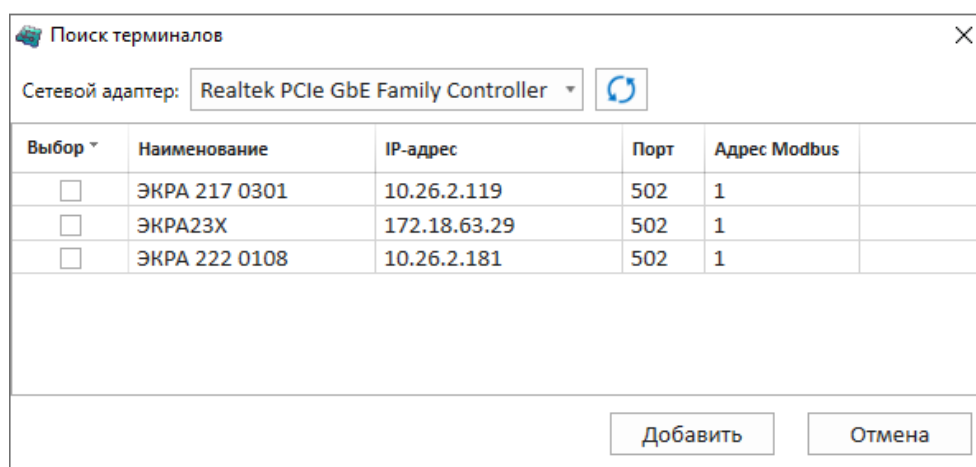 Поиск терминалов
Сетевой адаптер: Realtek PCIe GbE Family Controller
Выбор Наименование IP-адрес Порт Адрес Modbus
ЭКРА 217 0301 10.26.2.119 502 1
ЭКРА23X 172.18.63.29 502 1
ЭКРА 222 0108 10.26.2.181 502 1
Добавить Отмена